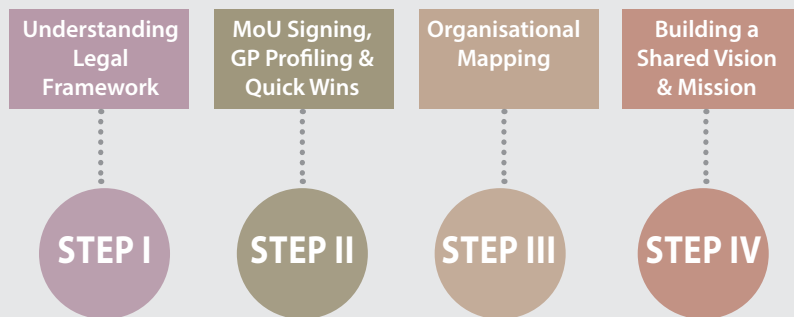 Understanding
Legal
Framework
MoU Signing,
GP Profiling &
Quick Wins
Organisational
Mapping
Building a
Shared Vision
& Mission
STEP I
STEP II
STEP III
STEP IV